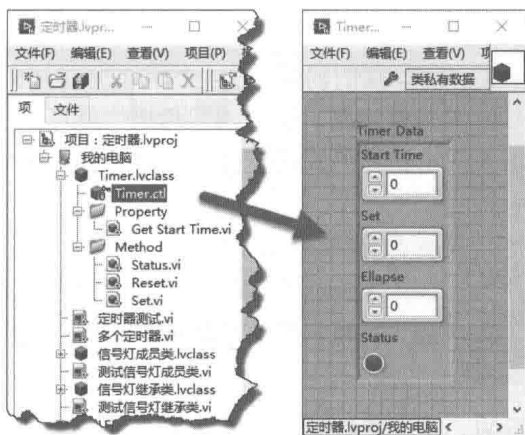 定时器.lvpr...
文件(F) 编辑(E) 查看(V) 项目(P)
项 文件
项目：定时器.lvproj
我的电脑
Timer.lvclass
Timer.ctl
Property
Get Start Time.vi
Method
Status.vi
Reset.vi
Set.vi
定时器测试.vi
多个定时器.vi
信号灯成员类.lvclass
测试信号灯成员类.vi
信号灯继承类.lvclass
测试信号灯继承类.vi
Timer...
文件(F) 编辑(E) 查看(V)
类私有数据
Timer Data
Start Time
0
Set
0
Ellapse
0
Status
定时器.lvproj/我的电脑